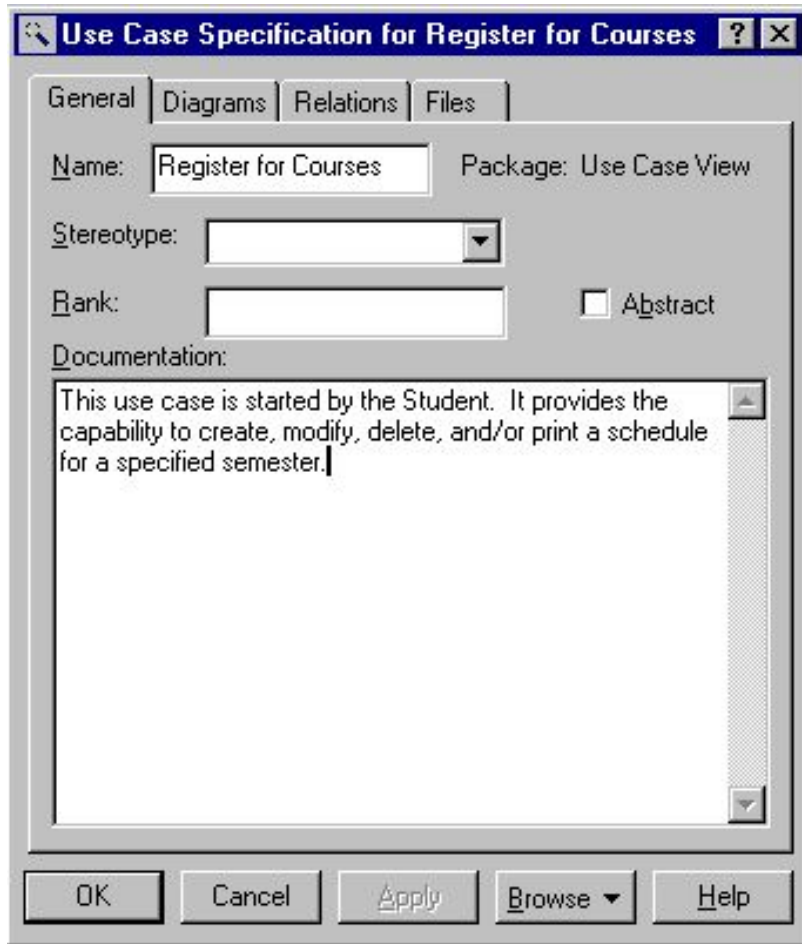 Use Case Specification for Register for Courses ?
General Diagrams Relations Files
Name: Register for Courses Package: Use Case View
Stereotype:
Rank: Abstract
Documentation:
This use case is started by the Student. It provides the
capability to create, modify, delete, and/or print a schedule
for a specified semester.
OK Cancel Apply Browse Help